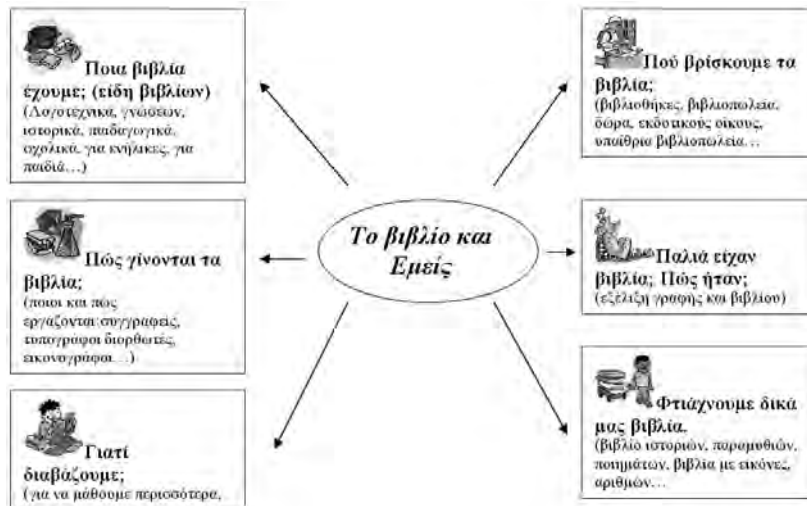 Ποια βιβλία
έχουμε; (είδη βιβλίων)
(Λογοτεχνικά, γνώσεων,
ιστορικά, παιδαγωγικά,
σχολικά, για ενήλικες, για
παιδιά…)
Πώς γίνονται τα
βιβλία;
(ποιοι και πώς
εργάζονται:συγγραφείς,
τυπογράφοι διορθωτές,
εικονογράφοι…)
Γιατί
διαβάζουμε;
(για να μάθουμε περισσότερα,
Το βιβλίο και
Εμείς
Πού βρίσκουμε τα
βιβλία;
(βιβλιοθήκες, βιβλιοπωλεία,
δώρα, εκδοτικούς οίκους,
υπαίθρια βιβλιοπωλεία…
Παλιά είχαν
βιβλία; Πώς ήταν;
(εξέλιξη γραφής και βιβλίου)
Φτιάχνουμε δικά
μας βιβλία.
(βιβλίο ιστοριών, παραμυθιών,
ποιημάτων, βιβλία με εικόνες,
αριθμών…